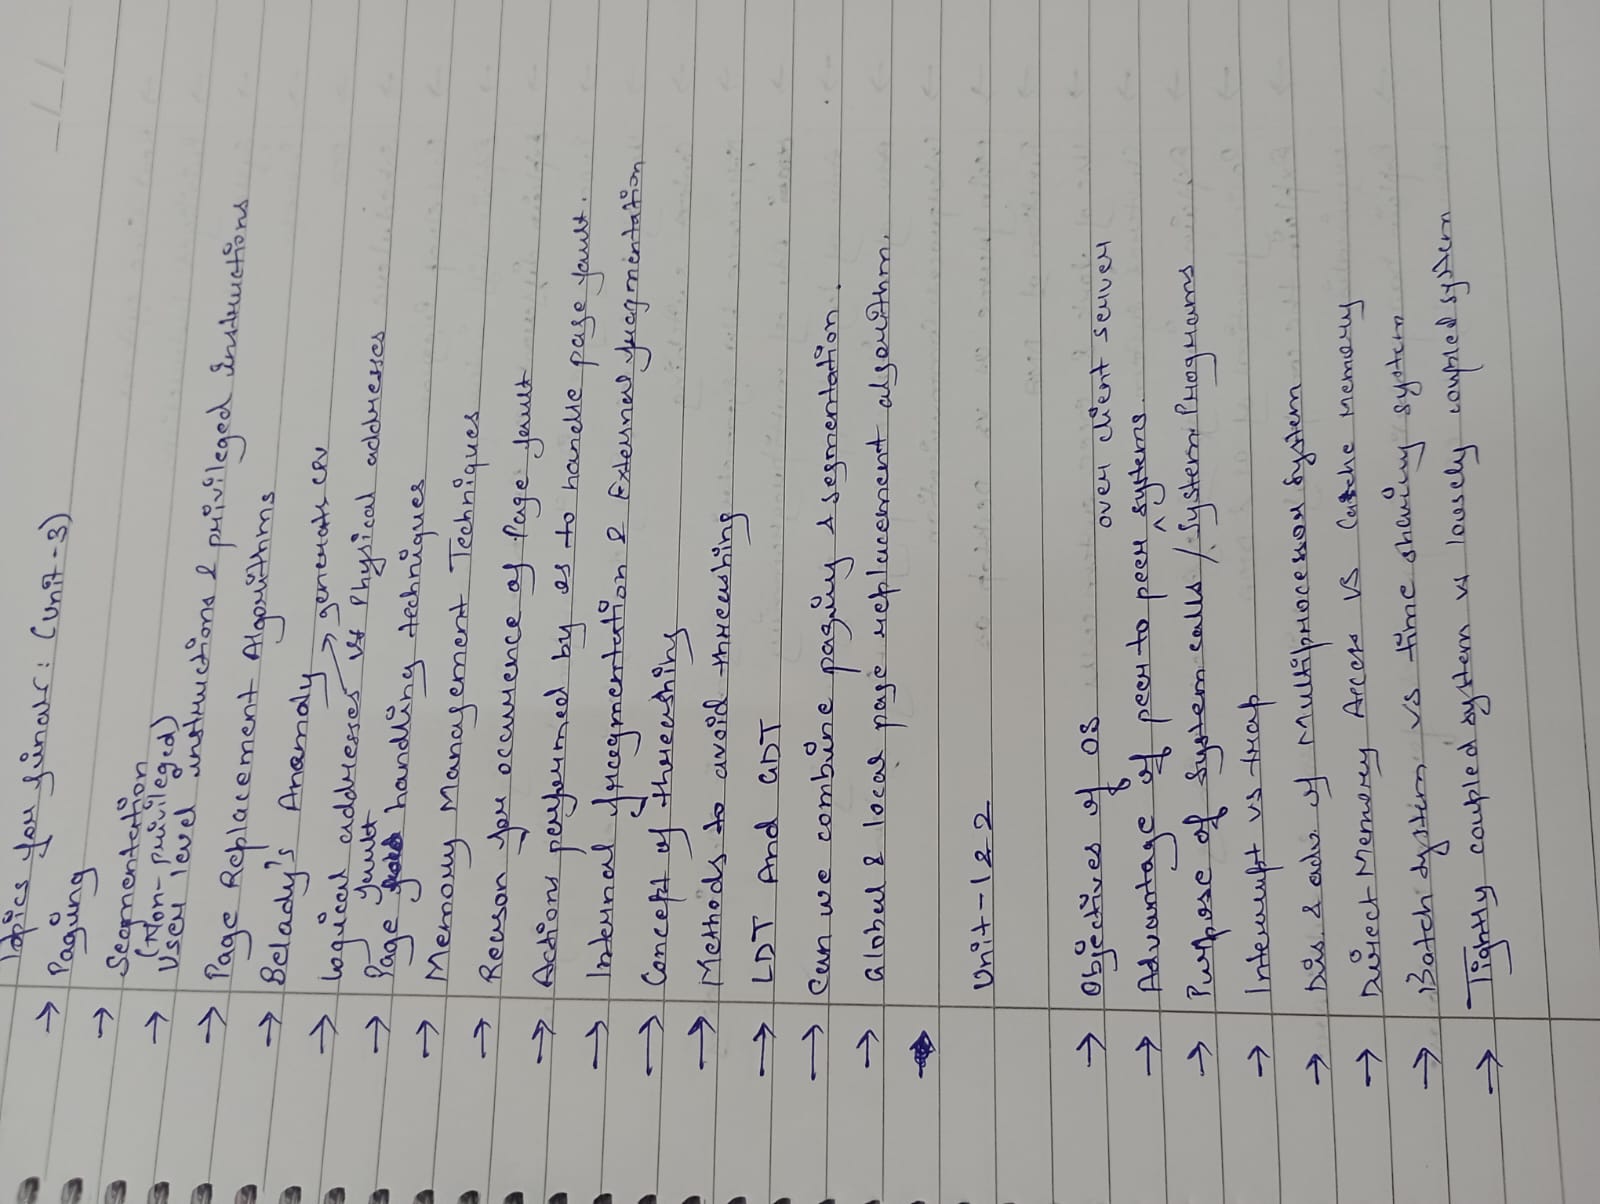 Topics for finals: (Unit-3)
→ Paging
→ Segmentation
(Non-privileged)
→ User level instructions & privileged instructions
→ Page Replacement Algorithms
→ Belady's Anamoly
→ generats CPU
→ Logical addresses vs Physical addresses
fault
→ Page handling techniques
→ Memory Management Techniques
→ Reason for occurrence of Page fault
→ Actions performed by os to handle page fault.
→ Internal fragmentation & External fragmentation
→ Concept of threashing
→ Methods to avoid threashing
→ LDT And GDT
→ Can we combine paging & segmentation.
→ Global & local page replacement algorithm.
Unit-1 & 2
→ Objectives of OS
over client server
→ Advantage of peer to peer ^ systems.
→ Purpose of System calls / System Programs
→ Interrupt vs trap
→ Dis. & adv. of Multiprocessor System
→ Direct Memory Access VS Catche Memory
→ Batch System vs time sharing system
→ Tightly coupled system vs loosely coupled system